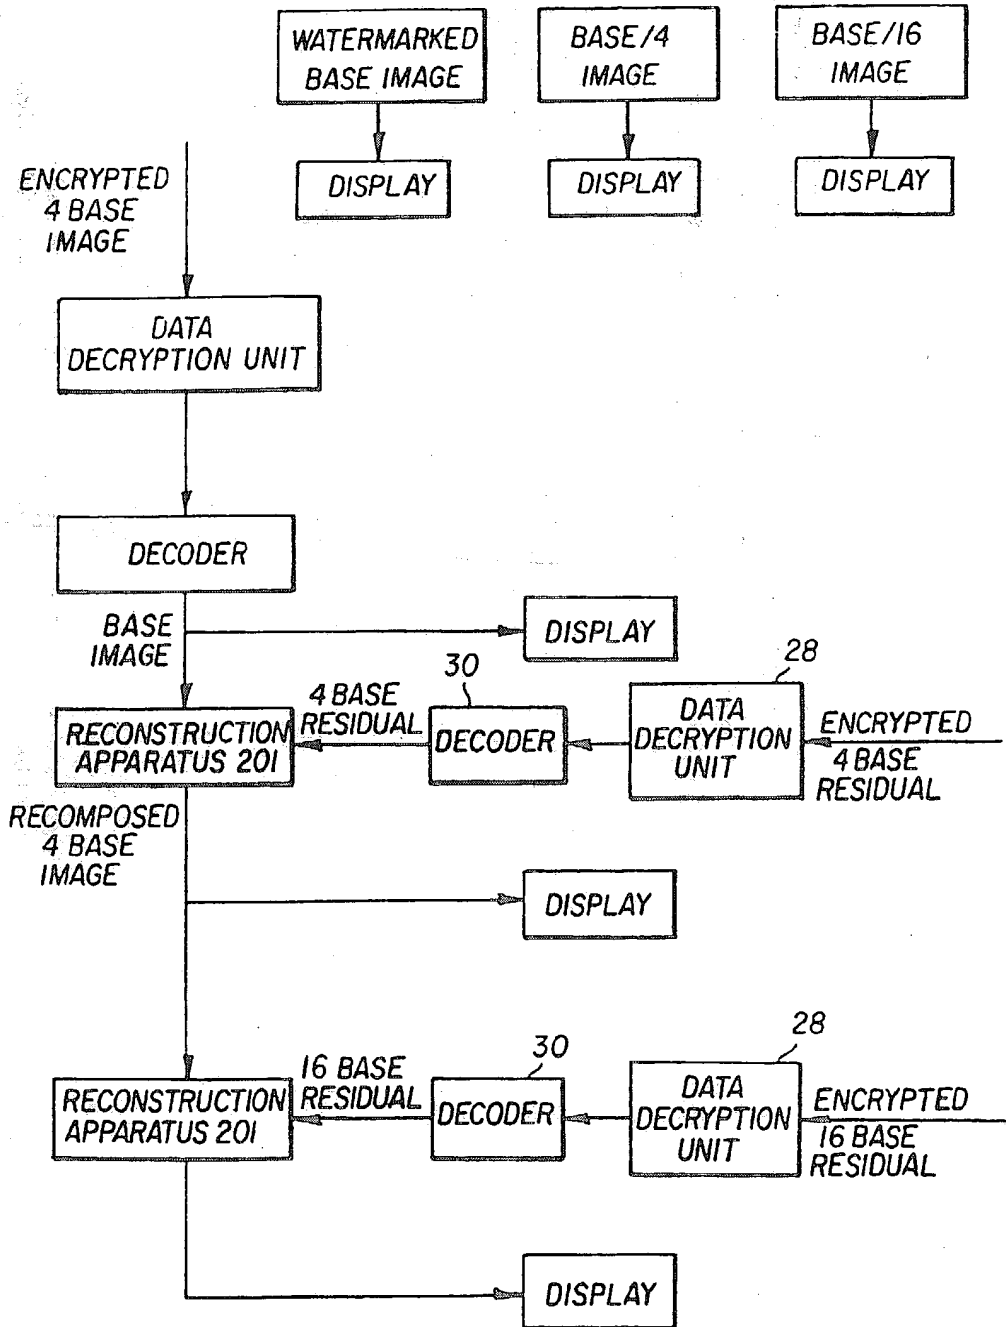 WATERMARKED
BASE IMAGE
BASE/4
IMAGE
BASE/16
IMAGE
DISPLAY
DISPLAY
DISPLAY
ENCRYPTED
4 BASE
IMAGE
DATA
DECRYPTION UNIT
DECODER
BASE
IMAGE
DISPLAY
RECONSTRUCTION
APPARATUS 201
4 BASE
RESIDUAL
30
DECODER
28
DATA
DECRYPTION
UNIT
ENCRYPTED
4 BASE
RESIDUAL
RECOMPOSED
4 BASE
IMAGE
DISPLAY
RECONSTRUCTION
APPARATUS 201
16 BASE
RESIDUAL
30
DECODER
28
DATA
DECRYPTION
UNIT
ENCRYPTED
16 BASE
RESIDUAL
DISPLAY